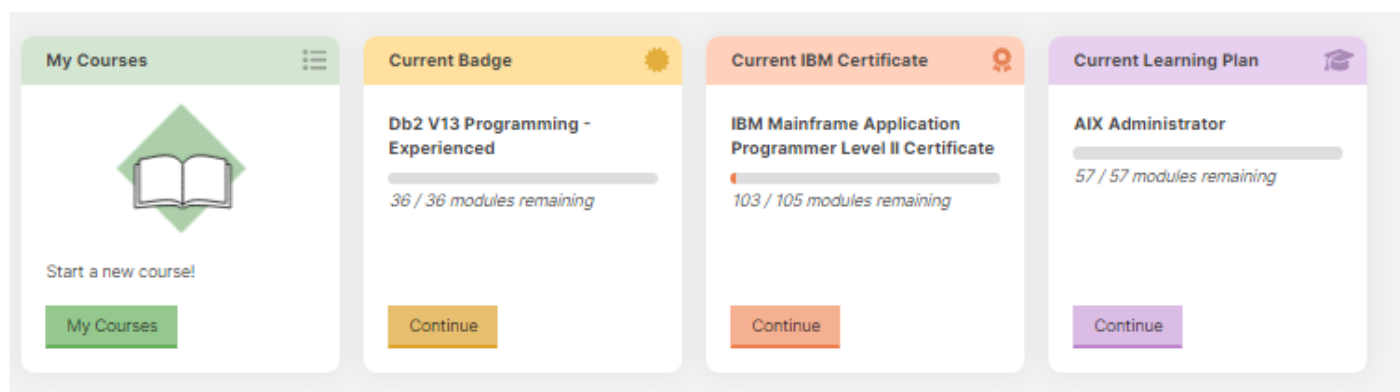 My Courses
Start a new course!
My Courses
Current Badge
Db2 V13 Programming -
Experienced
36 / 36 modules remaining
Continue
Current IBM Certificate
IBM Mainframe Application
Programmer Level II Certificate
103 / 105 modules remaining
Continue
Current Learning Plan
AIX Administrator
57 / 57 modules remaining
Continue